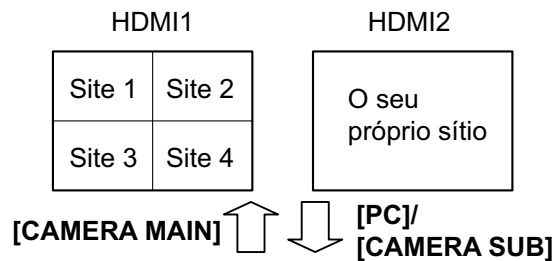 HDMI1 HDMI2
Site 1 Site 2
O seu
próprio sítio
Site 3 Site 4
[CAMERA MAIN]
[PC]/
[CAMERA SUB]